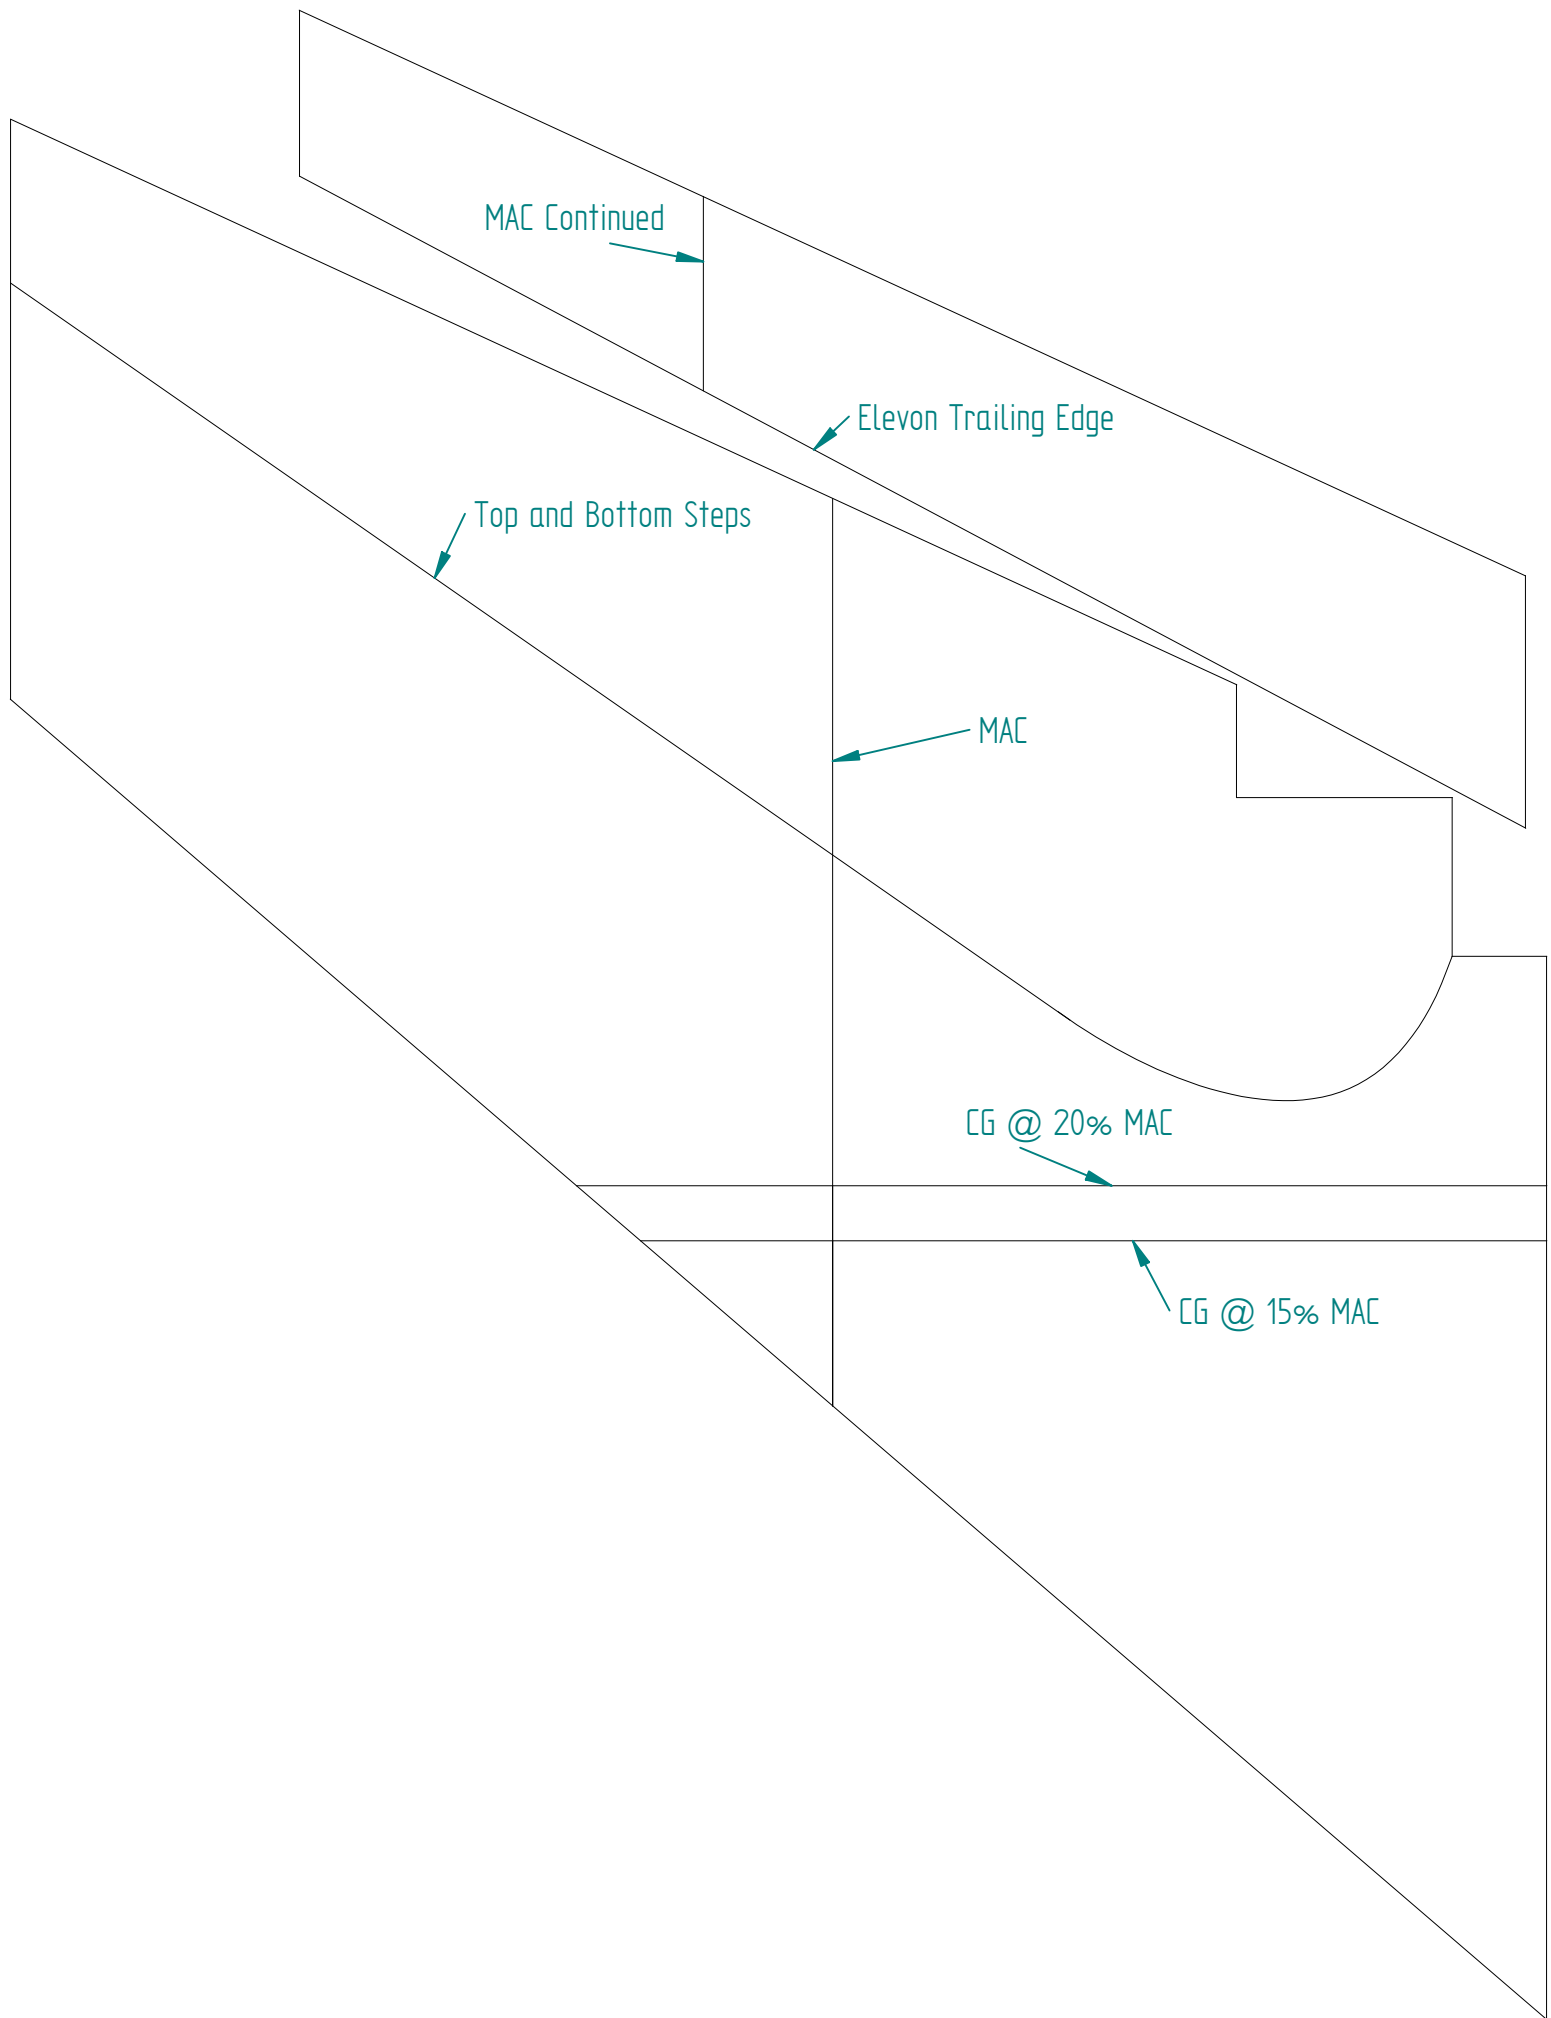 MAC Continued
Elevon Trailing Edge
Top and Bottom Steps
MAC
CG @ 20% MAC
CG @ 15% MAC